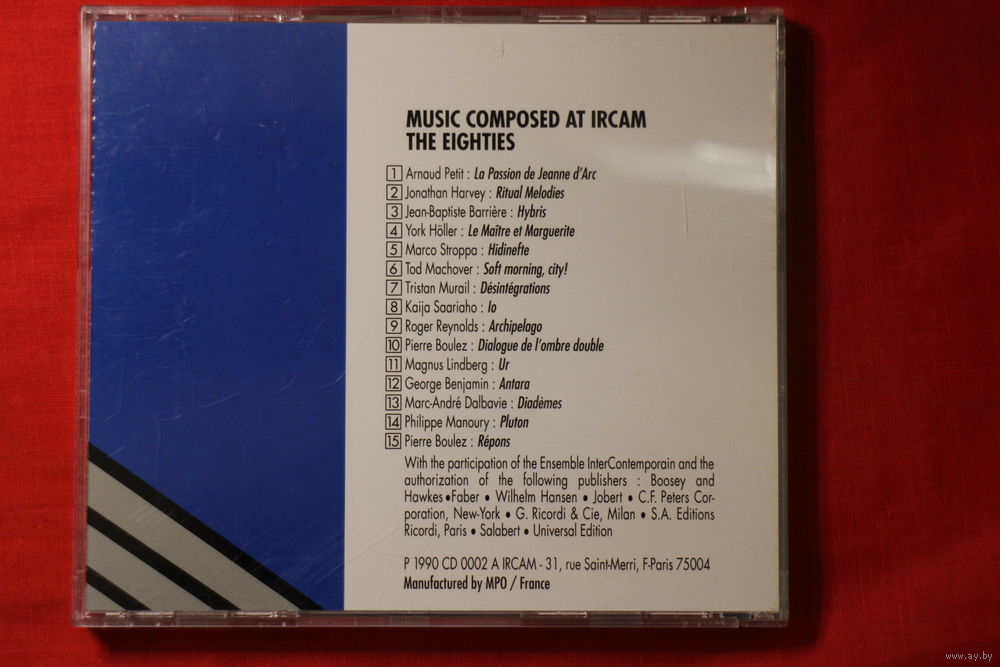 MUSIC COMPOSED AT IRCAM
THE EIGHTIES
1 Arnaud Petit : La Passion de Jeanne d'Arc
2 Jonathan Harvey : Ritual Melodies
3 Jean-Baptiste Barrière : Hybris
4 York Höller : Le Maître et Marguerite
5 Marco Stroppa : Hidinefte
6 Tod Machover : Soft morning, city!
7 Tristan Murail : Désintégrations
8 Kaija Saariaho : Io
9 Roger Reynolds : Archipelago
10 Pierre Boulez : Dialogue de l'ombre double
11 Magnus Lindberg : Ur
12 George Benjamin : Antara
13 Marc-André Dalbavie : Diadèmes
14 Philippe Manoury : Pluton
15 Pierre Boulez : Répons
With the participation of the Ensemble InterContemporain and the
authorization of the following publishers : Boosey and
Hawkes•Faber • Wilhelm Hansen • Jobert • C.F. Peters Cor-
poration, New-York • G. Ricordi & Cie, Milan • S.A. Editions
Ricordi, Paris • Salabert • Universal Edition
P 1990 CD 0002 A IRCAM - 31, rue Saint-Merri, F-Paris 75004
Manufactured by MPO / France
www.ay.by